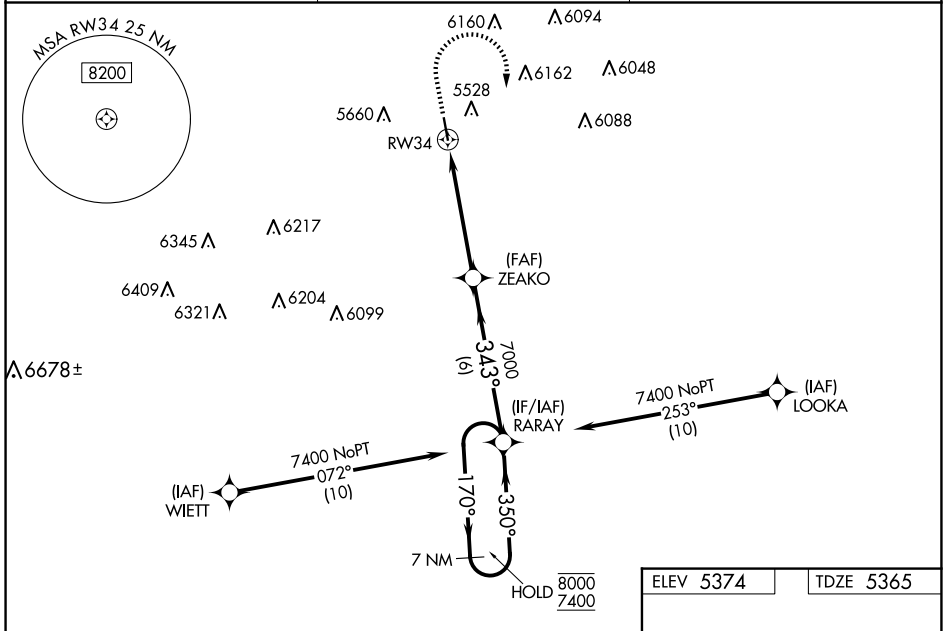 MSA RW34 25 NM
8200
6160
6094
6162
6048
5528
5660
6088
RW34
6345
6217
(FAF)
ZEAKO
6409
6321
6204
6099
6678±
7000
343°
(6)
(IF/IAF)
RARAY
7400 NoPT
253°
(10)
(IAF)
LOOKA
7400 NoPT
072°
(10)
(IAF)
WIETT
170°
350°
7 NM
HOLD 8000
7400
ELEV 5374
TDZE 5365